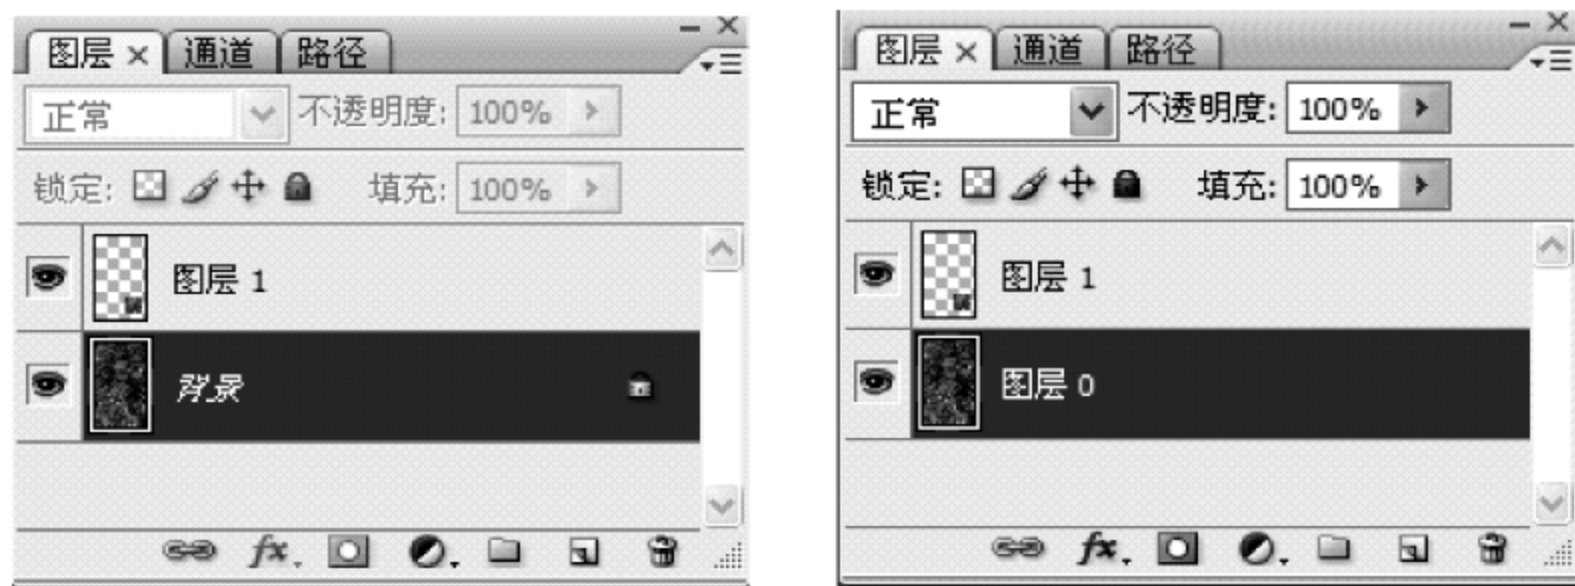 图层 通道 路径
正常 不透明度: 100%
锁定: 填充: 100%
图层 1
背景
fx.
图层 通道 路径
正常 不透明度: 100%
锁定: 填充: 100%
图层 1
图层 0
fx.